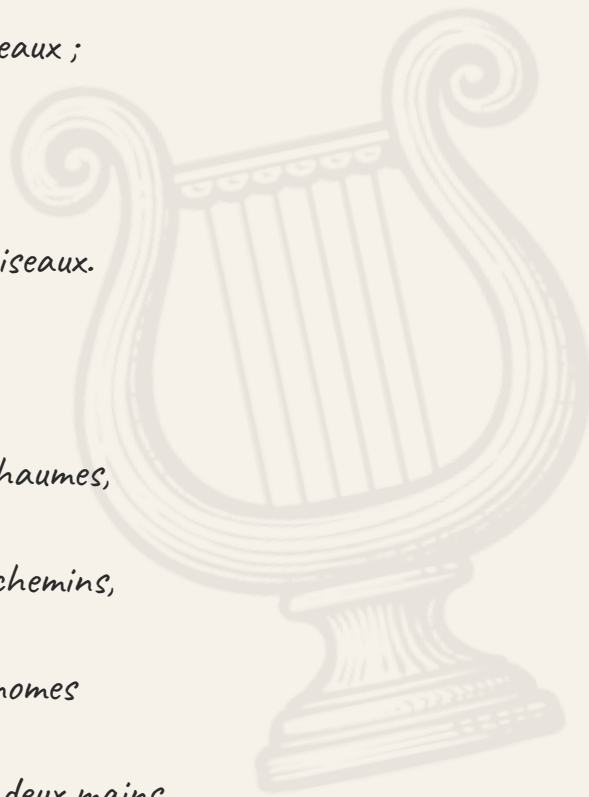 eaux ;
iseaux.
haumes,
chemins,
nomes
deux mains